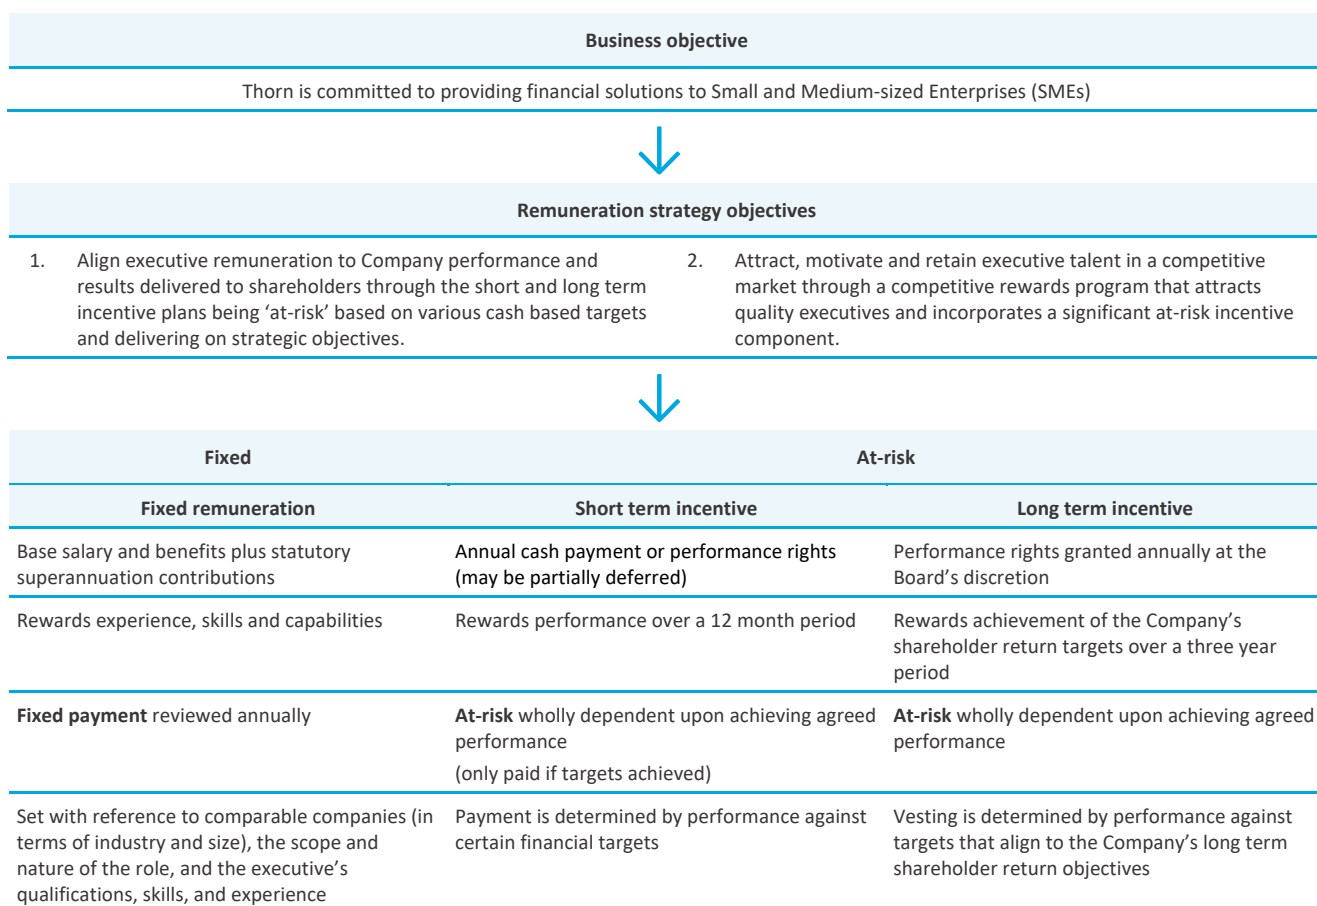 Business objective
Thorn is committed to providing financial solutions to Small and Medium-sized Enterprises (SMEs)
Remuneration strategy objectives
1. Align executive remuneration to Company performance and
results delivered to shareholders through the short and long term
incentive plans being ‘at-risk’ based on various cash based targets
and delivering on strategic objectives.
2. Attract, motivate and retain executive talent in a competitive
market through a competitive rewards program that attracts
quality executives and incorporates a significant at-risk incentive
component.
Fixed
At-risk
Fixed remuneration
Short term incentive
Long term incentive
Base salary and benefits plus statutory
superannuation contributions
Annual cash payment or performance rights
(may be partially deferred)
Performance rights granted annually at the
Board’s discretion
Rewards experience, skills and capabilities
Rewards performance over a 12 month period
Rewards achievement of the Company’s
shareholder return targets over a three year
period
Fixed payment reviewed annually
At-risk wholly dependent upon achieving agreed
performance
(only paid if targets achieved)
At-risk wholly dependent upon achieving agreed
performance
Set with reference to comparable companies (in
terms of industry and size), the scope and
nature of the role, and the executive’s
qualifications, skills, and experience
Payment is determined by performance against
certain financial targets
Vesting is determined by performance against
targets that align to the Company’s long term
shareholder return objectives